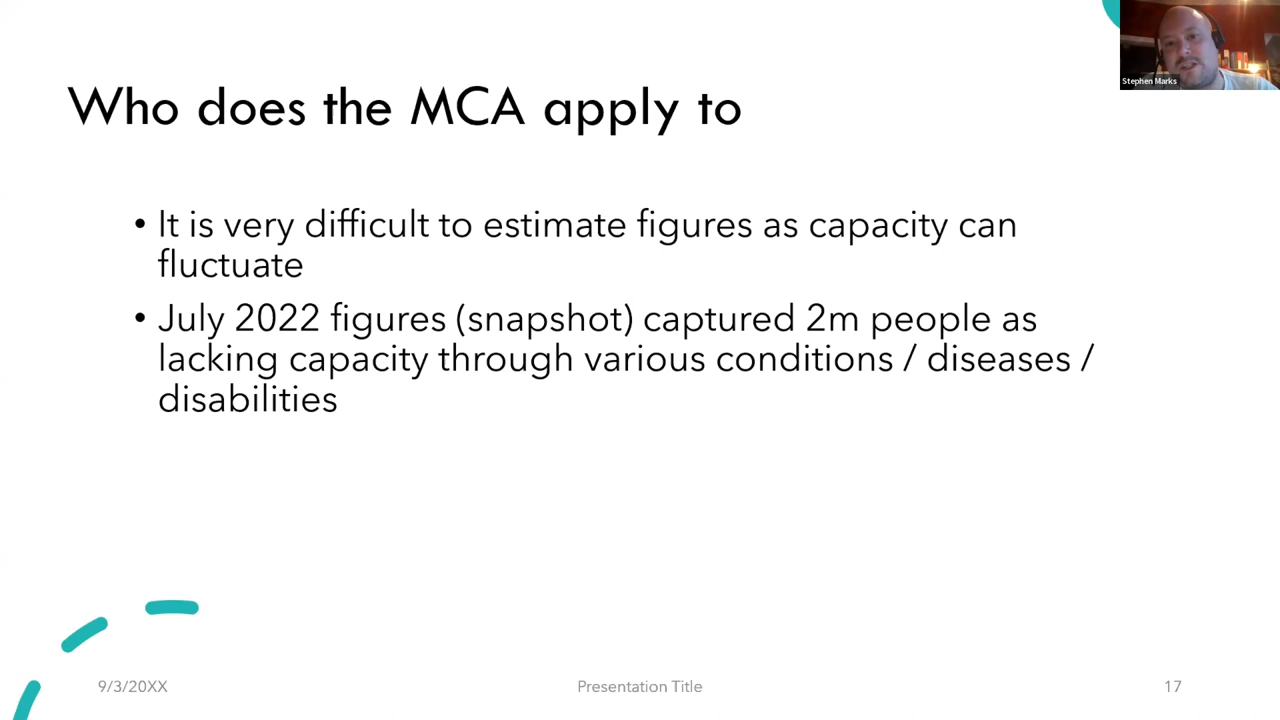 Stephen Marks
Who does the MCA apply to
• It is very difficult to estimate figures as capacity can
fluctuate
• July 2022 figures (snapshot) captured 2m people as
lacking capacity through various conditions / diseases /
disabilities
9/3/20XX
Presentation Title
17